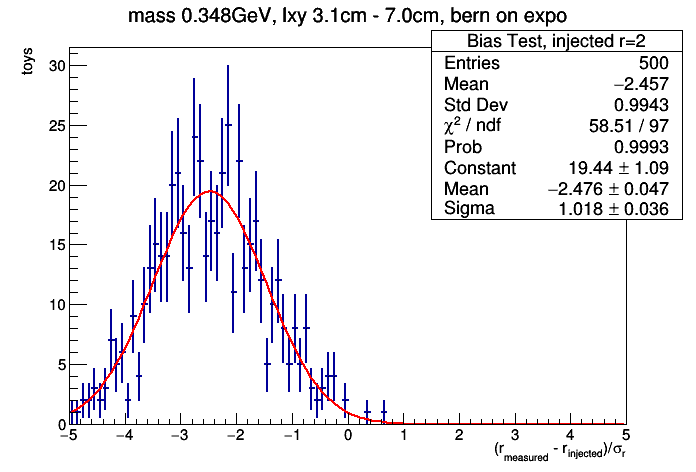 mass 0.348GeV, lxy 3.1cm - 7.0cm, bern on expo
Bias Test, injected r=2
Entries 500
Mean −2.457
Std Dev 0.9943
χ² / ndf 58.51 / 97
Prob 0.9993
Constant 19.44 ± 1.09
Mean −2.476 ± 0.047
Sigma 1.018 ± 0.036
toys
30
25
20
15
10
5
0
−5 −4 −3 −2 −1 0 1 2 3 4 5
(r_measured - r_injected)/σ_r